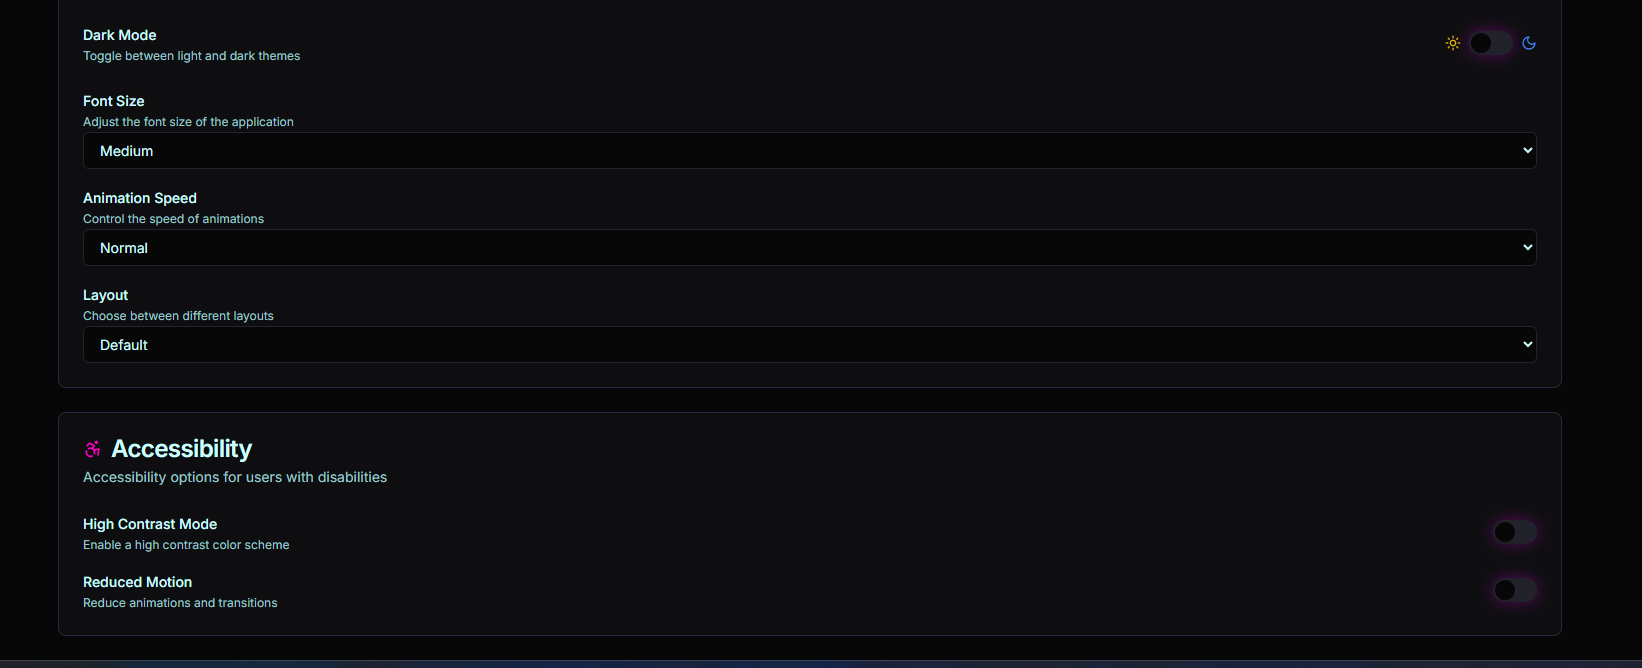 Dark Mode
Toggle between light and dark themes
Font Size
Adjust the font size of the application
Medium
Animation Speed
Control the speed of animations
Normal
Layout
Choose between different layouts
Default
Accessibility
Accessibility options for users with disabilities
High Contrast Mode
Enable a high contrast color scheme
Reduced Motion
Reduce animations and transitions